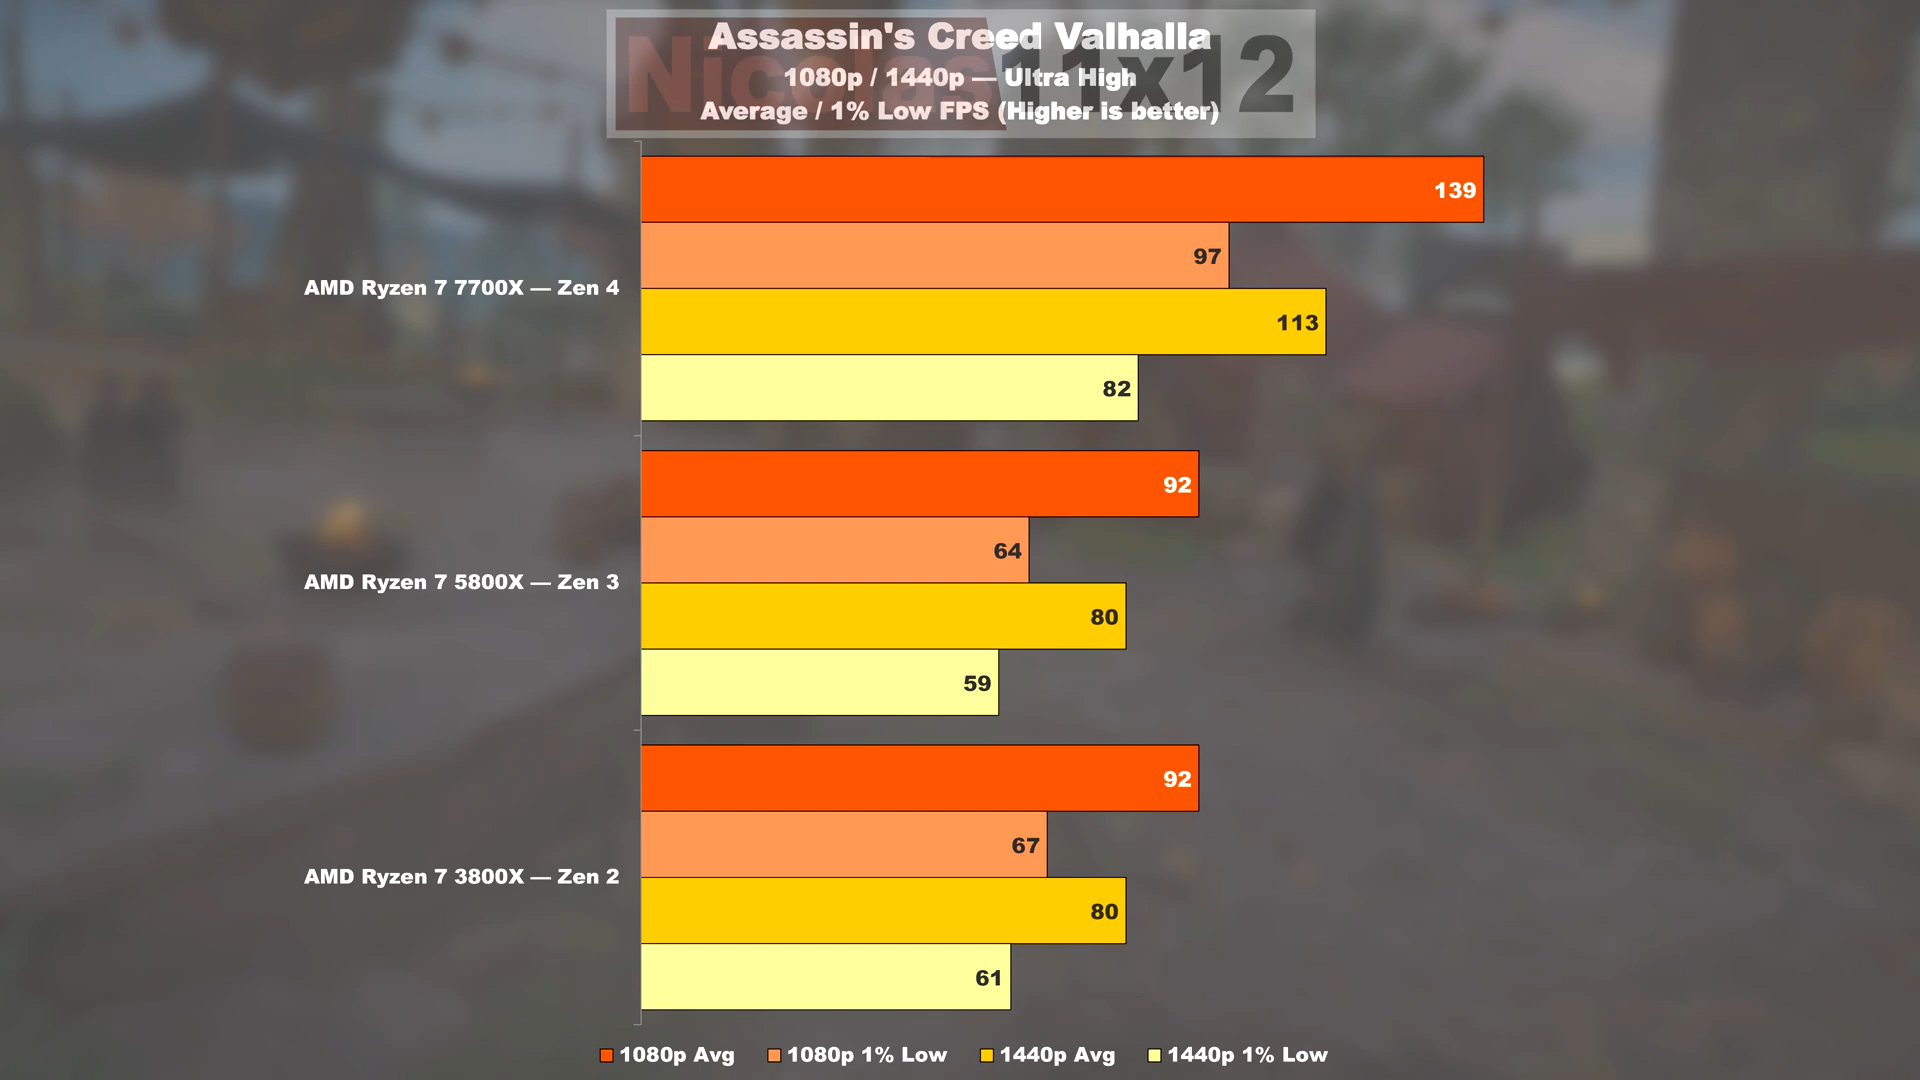 Nicolas11x12
Assassin's Creed Valhalla
1080p / 1440p — Ultra High
Average / 1% Low FPS (Higher is better)
139
97
AMD Ryzen 7 7700X — Zen 4
113
82
92
64
AMD Ryzen 7 5800X — Zen 3
80
59
92
67
AMD Ryzen 7 3800X — Zen 2
80
61
1080p Avg 1080p 1% Low 1440p Avg 1440p 1% Low